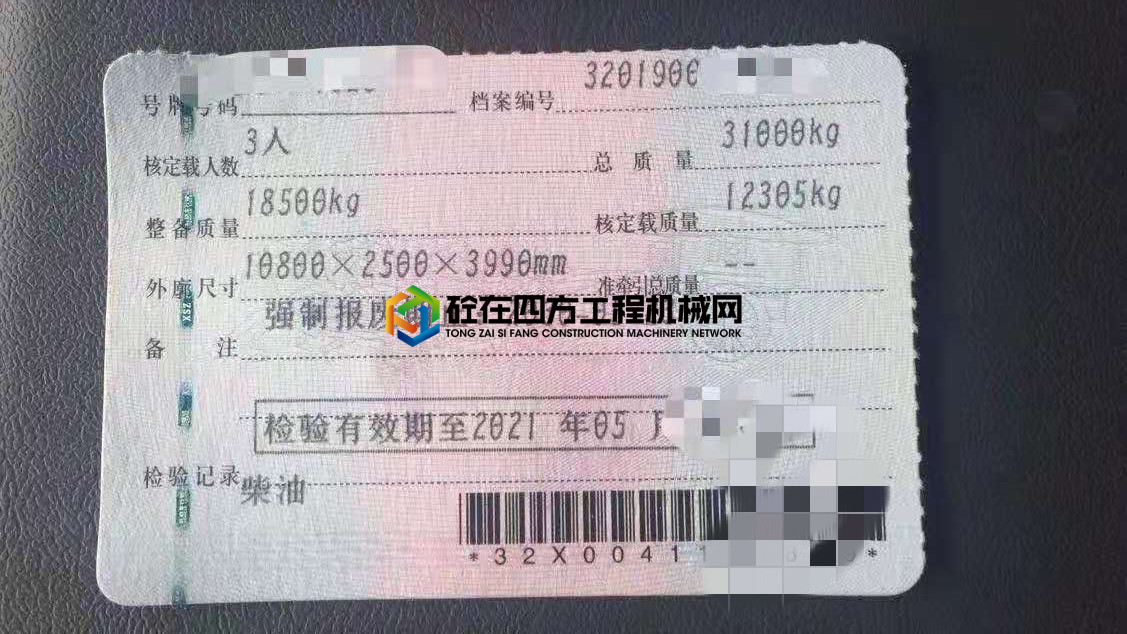 号牌号码
档案编号 3201906
核定载人数 3人
总质量 31000kg
整备质量 18500kg
核定载质量 12305kg
外廓尺寸 10800×2500×3990mm
准牵引总质量 --
强制报废
砼在四方工程机械网
TONG ZAI SI FANG CONSTRUCTION MACHINERY NETWORK
备注
检验有效期至2021年05月
检验记录
柴油
*32X0041
*